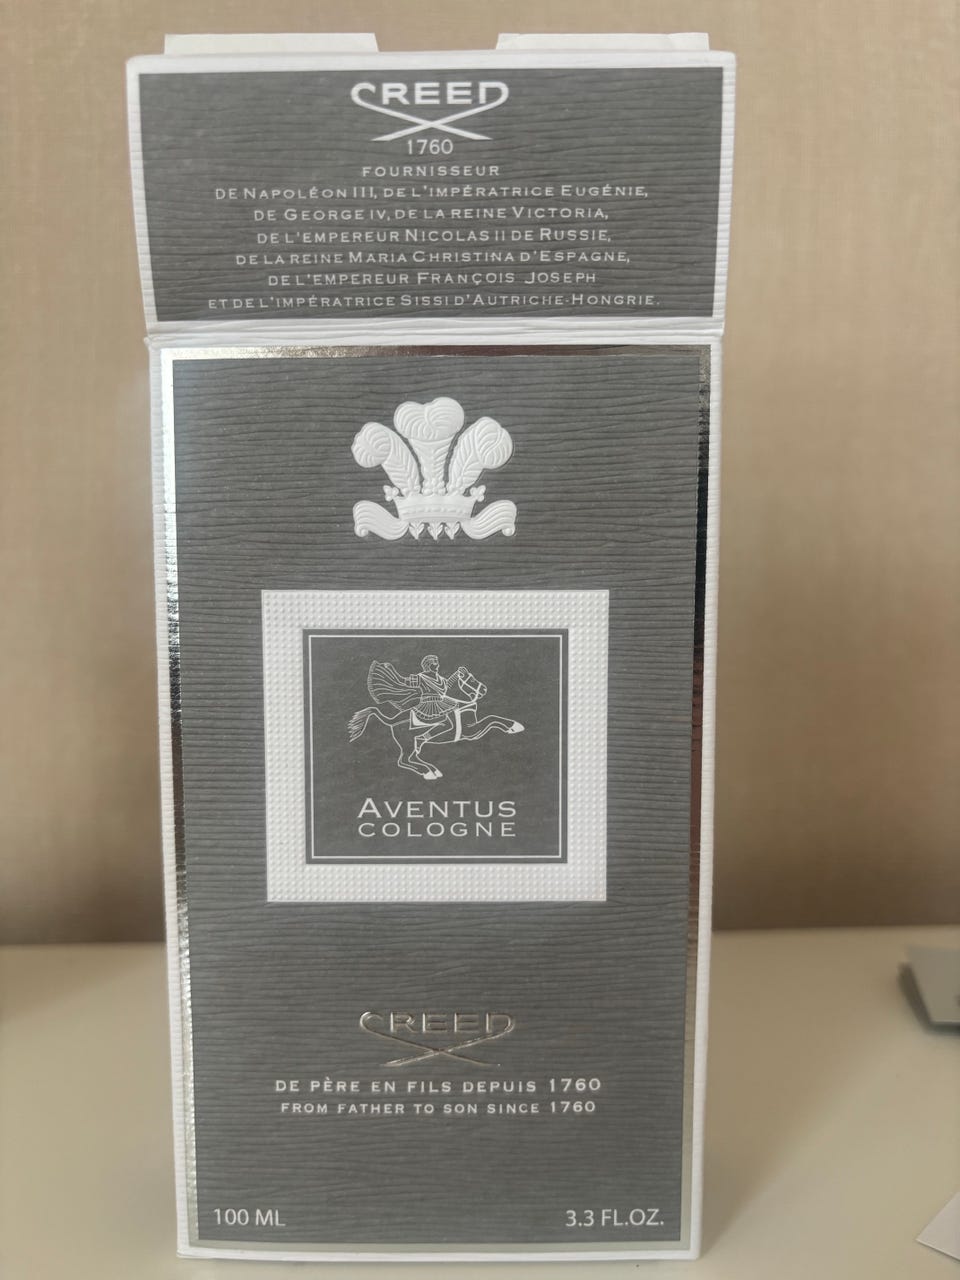 CREED
1760
FOURNISSEUR
DE NAPOLÉON III, DE L'IMPÉRATRICE EUGÉNIE,
DE GEORGE IV, DE LA REINE VICTORIA,
DE L'EMPEREUR NICOLAS II DE RUSSIE,
DE LA REINE MARIA CHRISTINA D'ESPAGNE,
DE L'EMPEREUR FRANÇOIS JOSEPH
ET DE L'IMPÉRATRICE SISSI D'AUTRICHE-HONGRIE.
AVENTUS
COLOGNE
CREED
DE PÈRE EN FILS DEPUIS 1760
FROM FATHER TO SON SINCE 1760
100 ML 3.3 FL.OZ.